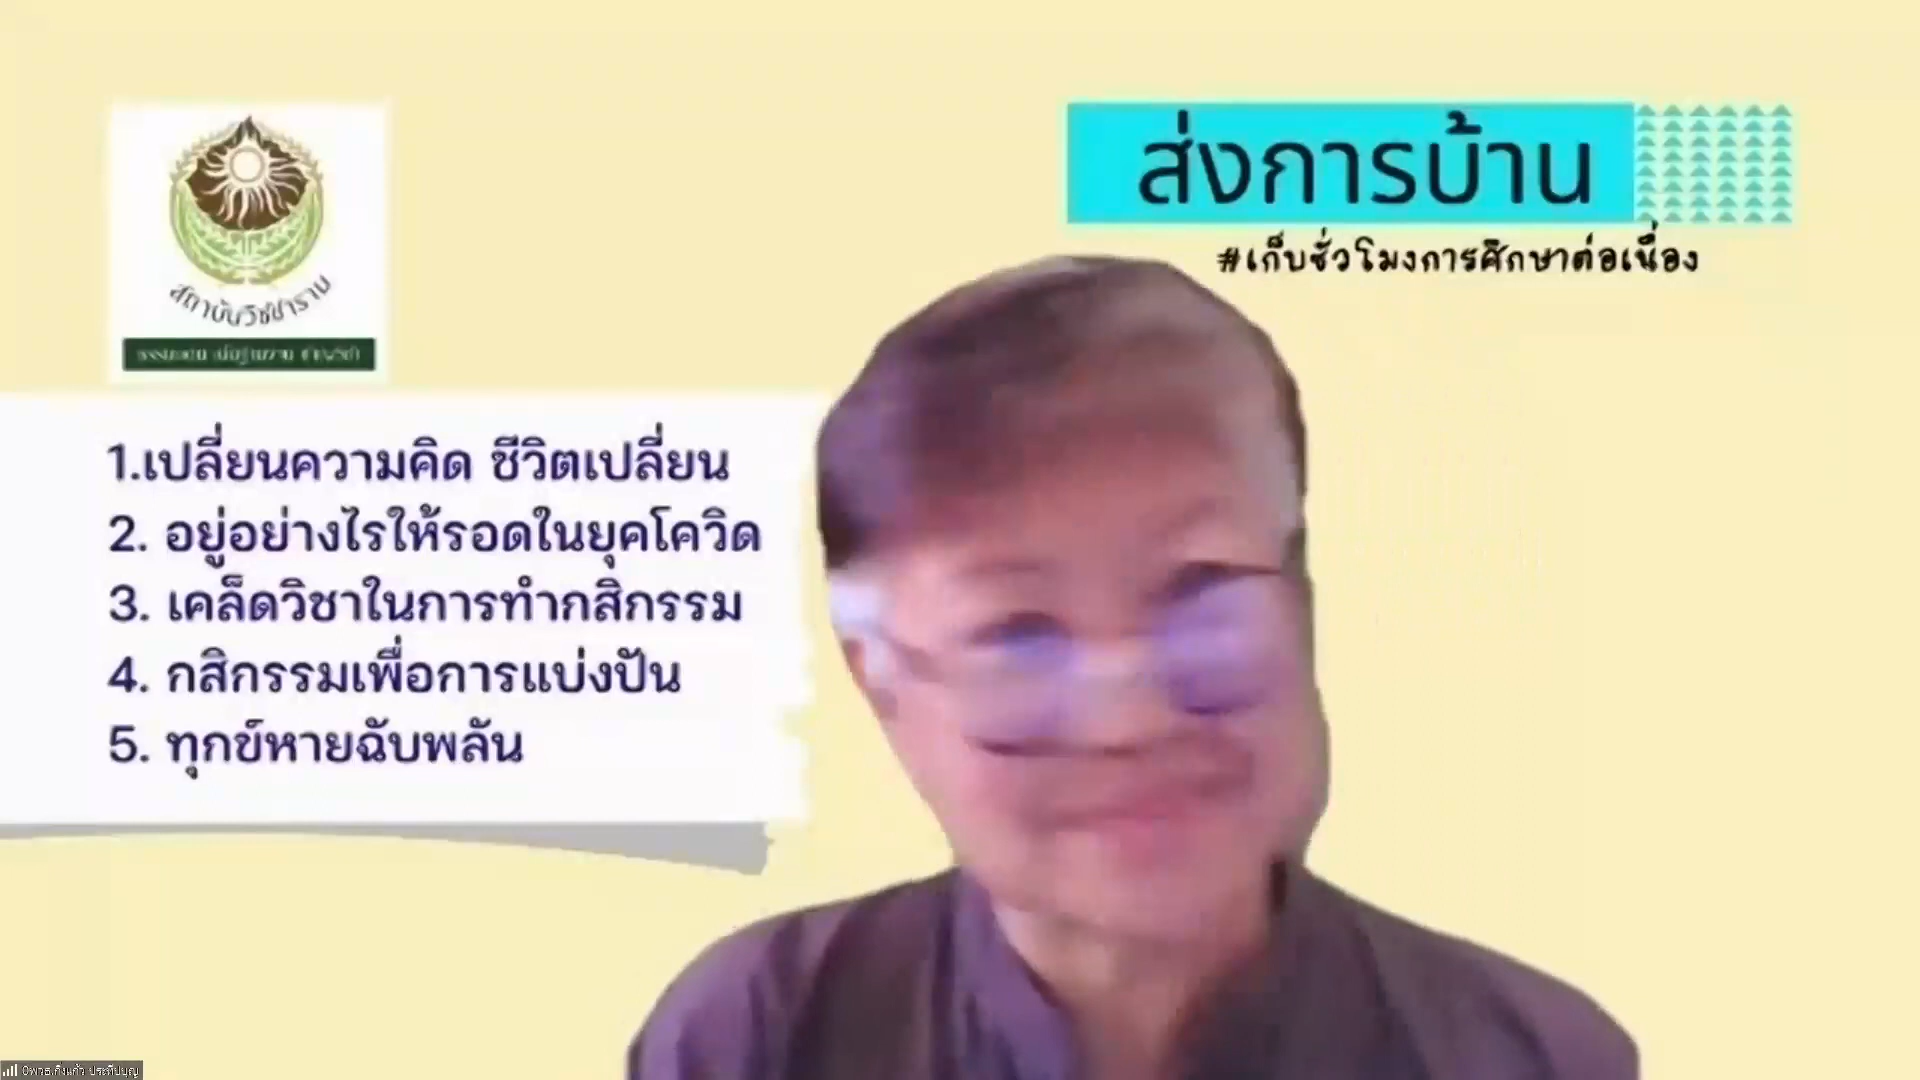 ส่งการบ้าน
#เก็บชั่วโมงการศึกษาต่อเนื่อง
สถาบันวิชชาราม
1.เปลี่ยนความคิด ชีวิตเปลี่ยน
2. อยู่อย่างไรให้รอดในยุคโควิด
3. เคล็ดวิชาในการทำกสิกรรม
4. กสิกรรมเพื่อการแบ่งปัน
5. ทุกข์หายฉับพลัน